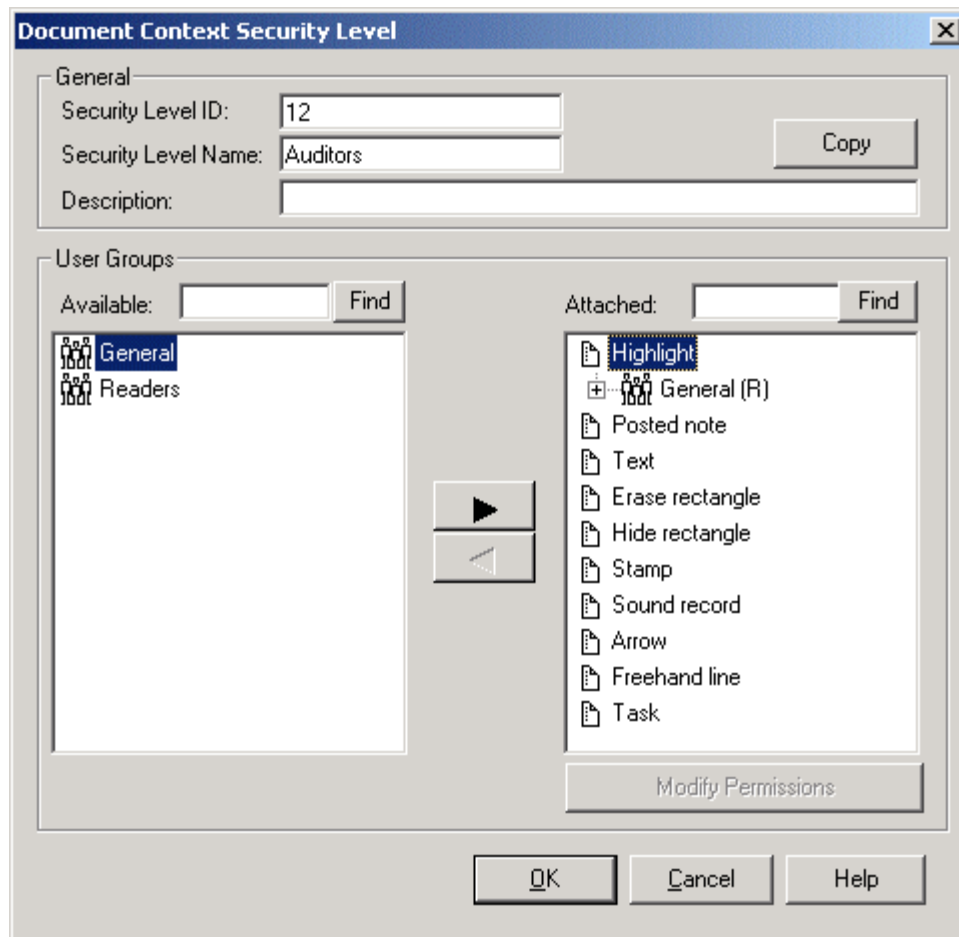 Document Context Security Level
General
Security Level ID: 12
Security Level Name: Auditors
Copy
Description:
User Groups
Available: Find
Attached: Find
General
Readers
Highlight
General (R)
Posted note
Text
Erase rectangle
Hide rectangle
Stamp
Sound record
Arrow
Freehand line
Task
Modify Permissions
OK Cancel Help